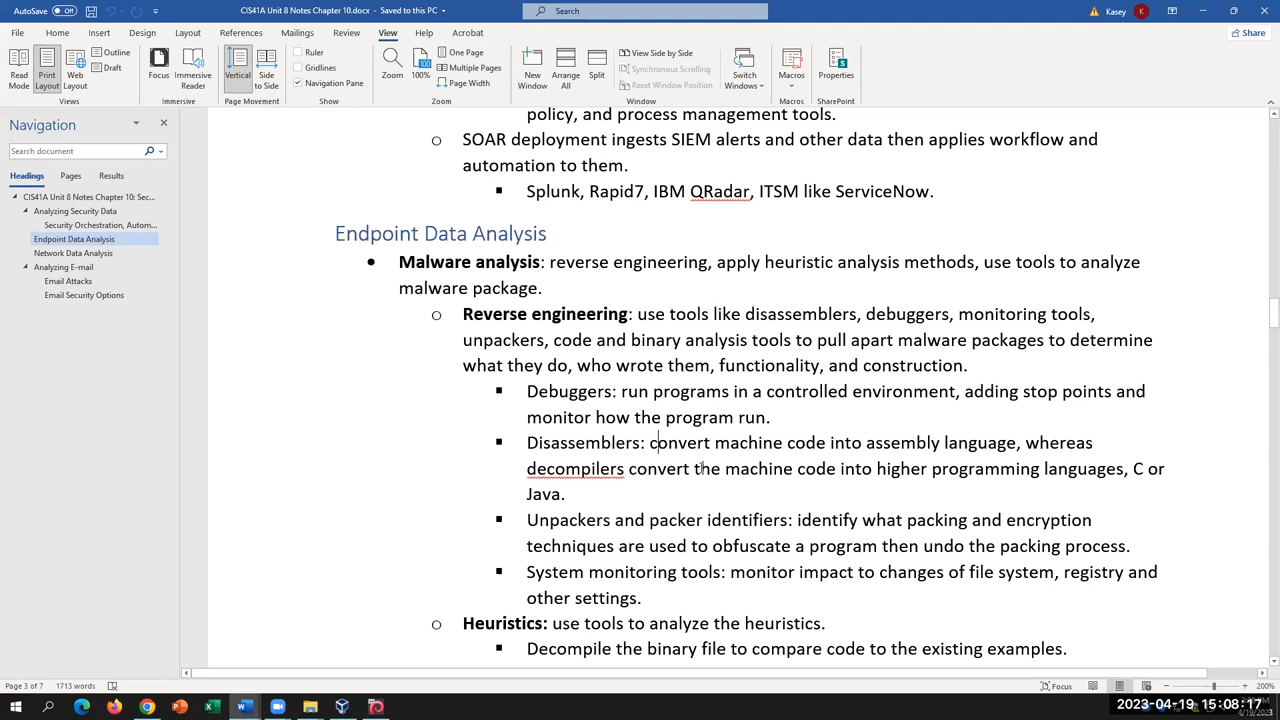 AutoSave Off
CIS41A Unit 8 Notes Chapter 10.docx - Saved to this PC
Search
Kasey
K
File Home Insert Draw Design Layout References Mailings Review View Help Acrobat
Share
Read Mode
Print Layout
Web Layout
Outline
Draft
Views
Focus
Immersive Reader
Immersive
Vertical
Side to Side
Page Movement
Ruler
Gridlines
Navigation Pane
Show
Zoom
100%
One Page
Multiple Pages
Page Width
Zoom
New Window
Arrange All
Split
View Side by Side
Synchronous Scrolling
Reset Window Position
Window
Switch Windows
Macros
Macros
Properties
SharePoint
Navigation
Search document
Headings Pages Results
CIS41A Unit 8 Notes Chapter 10: Sec...
Analyzing Security Data
Security Orchestration, Autom...
Endpoint Data Analysis
Network Data Analysis
Analyzing E-mail
Email Attacks
Email Security Options
policy, and process management tools.
o SOAR deployment ingests SIEM alerts and other data then applies workflow and
automation to them.
▪ Splunk, Rapid7, IBM QRadar, ITSM like ServiceNow.
Endpoint Data Analysis
• Malware analysis: reverse engineering, apply heuristic analysis methods, use tools to analyze
malware package.
o Reverse engineering: use tools like disassemblers, debuggers, monitoring tools,
unpackers, code and binary analysis tools to pull apart malware packages to determine
what they do, who wrote them, functionality, and construction.
▪ Debuggers: run programs in a controlled environment, adding stop points and
monitor how the program run.
▪ Disassemblers: convert machine code into assembly language, whereas
decompilers convert the machine code into higher programming languages, C or
Java.
▪ Unpackers and packer identifiers: identify what packing and encryption
techniques are used to obfuscate a program then undo the packing process.
▪ System monitoring tools: monitor impact to changes of file system, registry and
other settings.
o Heuristics: use tools to analyze the heuristics.
▪ Decompile the binary file to compare code to the existing examples.
Page 3 of 7 1713 words
Focus
200%
2023-04-19 15:08:17
4/19/2023